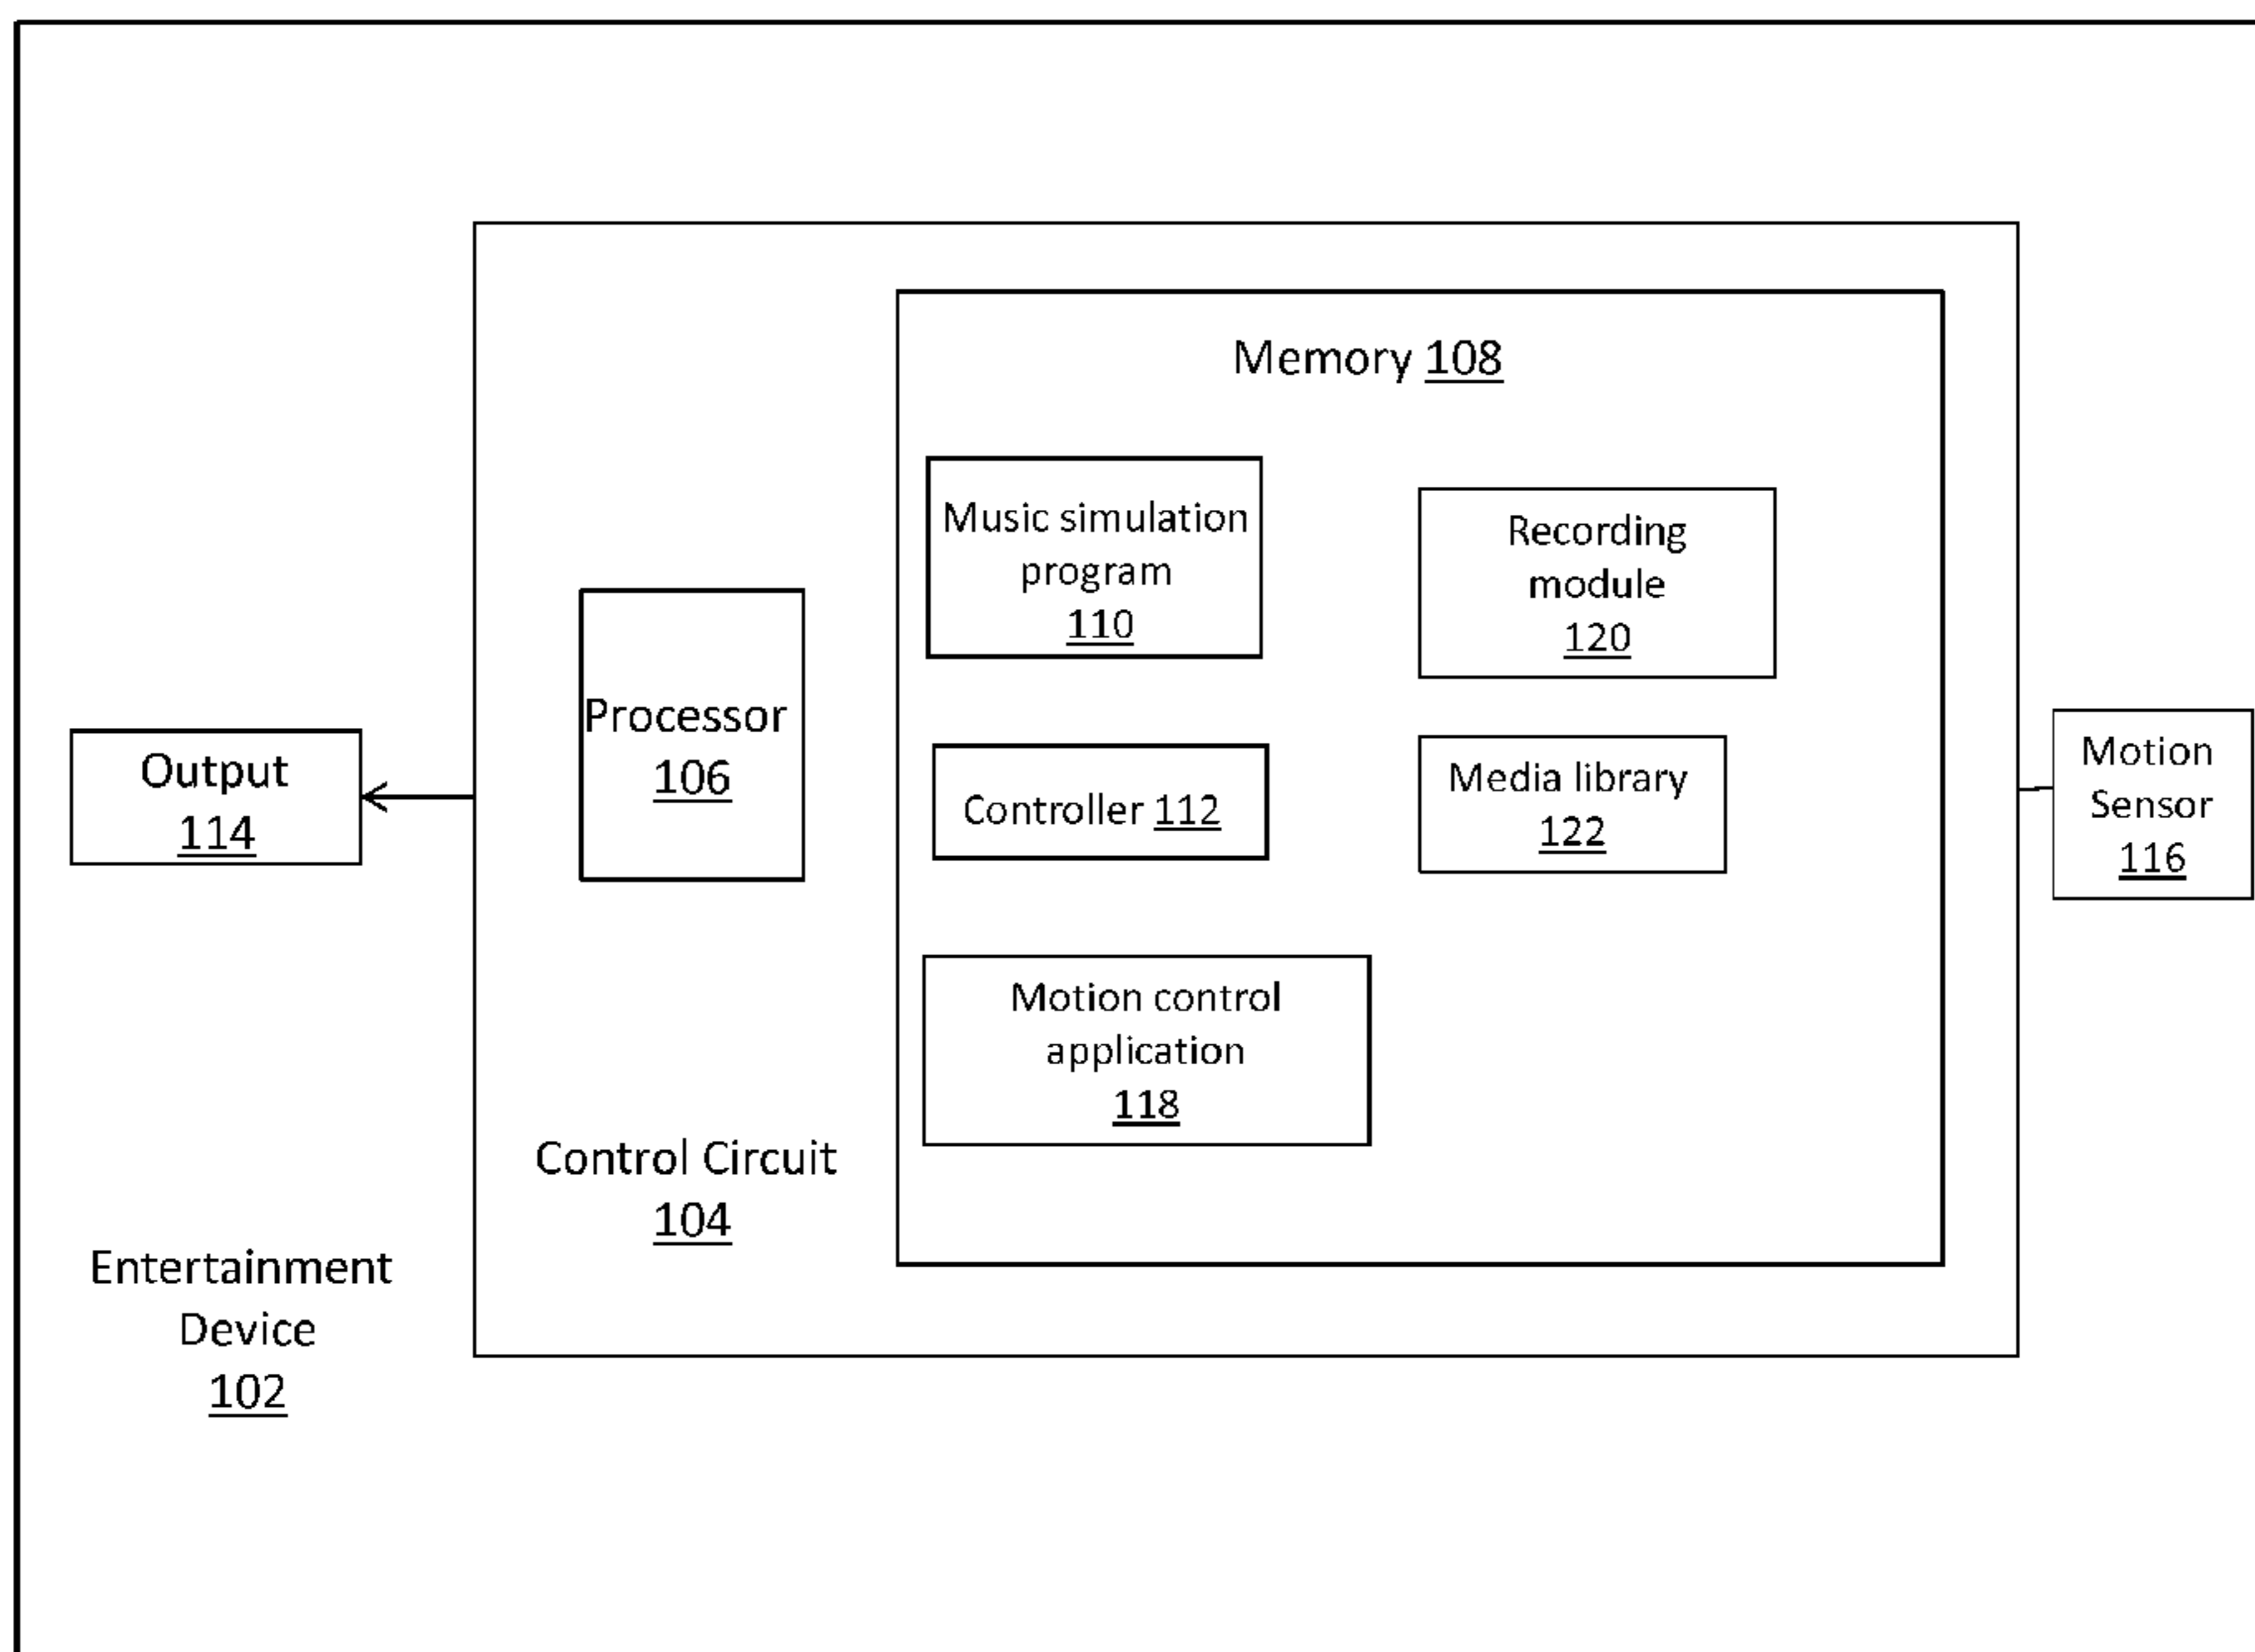 Memory 108
Music simulation
program
110
Recording
module
120
Processor
106
Output
114
Controller 112
Media library
122
Motion
Sensor
116
Motion control
application
118
Control Circuit
104
Entertainment
Device
102